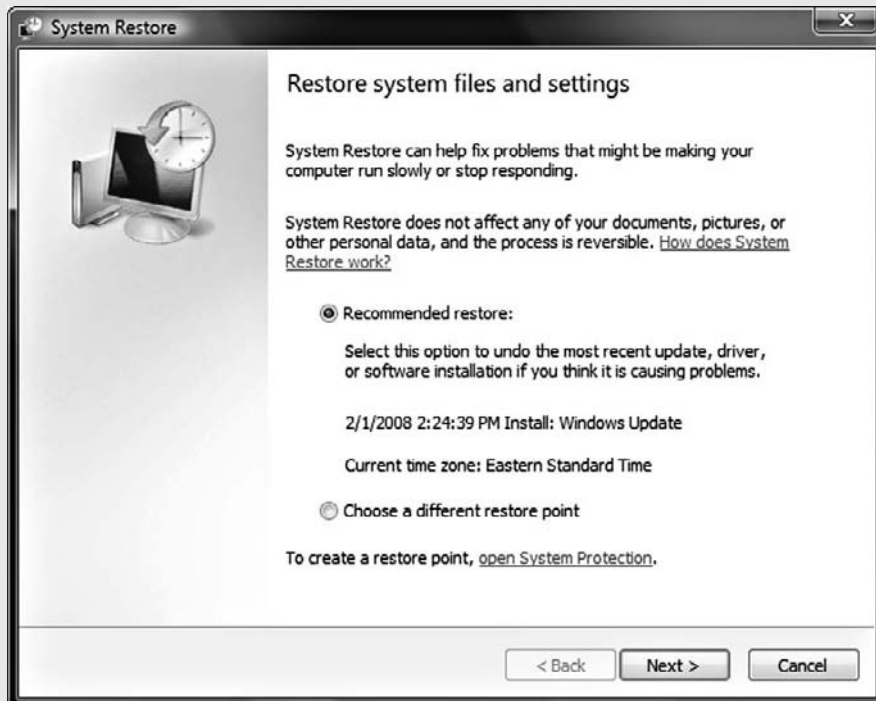 System Restore
Restore system files and settings
System Restore can help fix problems that might be making your
computer run slowly or stop responding.
System Restore does not affect any of your documents, pictures, or
other personal data, and the process is reversible. How does System
Restore work?
Recommended restore:
Select this option to undo the most recent update, driver,
or software installation if you think it is causing problems.
2/1/2008 2:24:39 PM Install: Windows Update
Current time zone: Eastern Standard Time
Choose a different restore point
To create a restore point, open System Protection.
< Back Next > Cancel